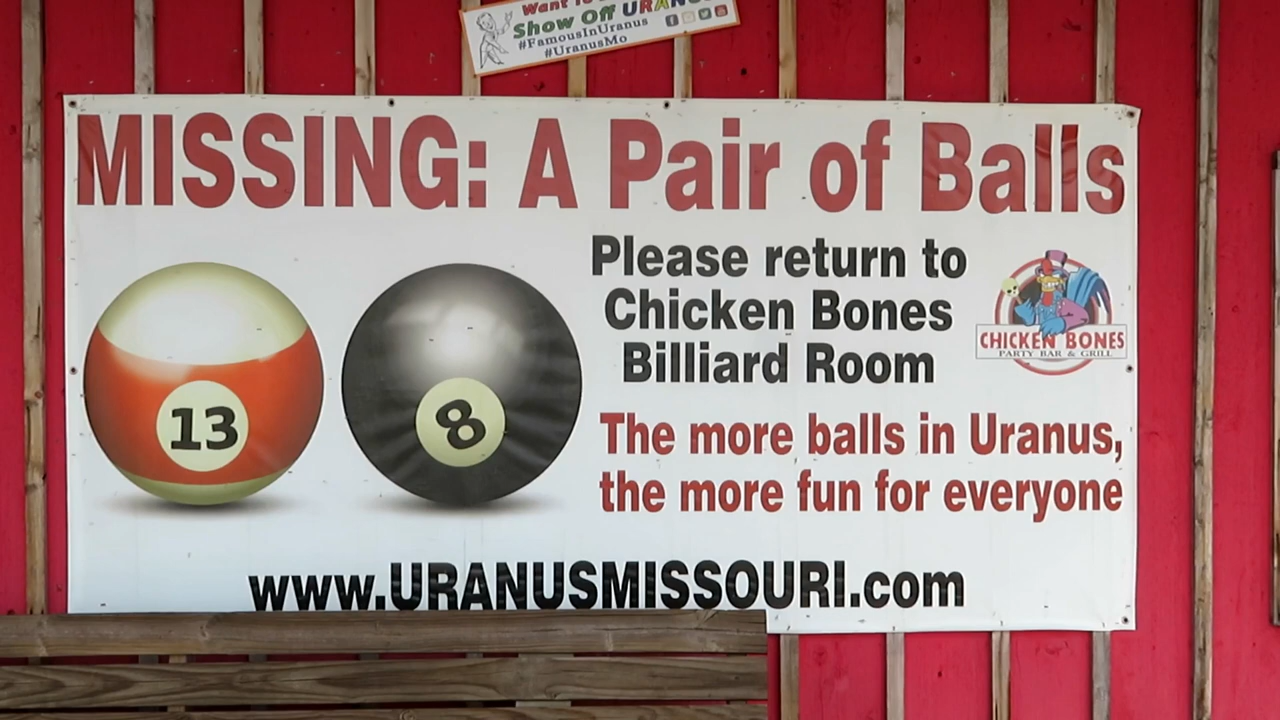 Want To
Show Off URANUS
#FamousInUranus
#UranusMo
MISSING: A Pair of Balls
Please return to
Chicken Bones
Billiard Room
CHICKEN BONES
PARTY BAR & GRILL
13
8
The more balls in Uranus,
the more fun for everyone
www.URANUSMISSOURI.com